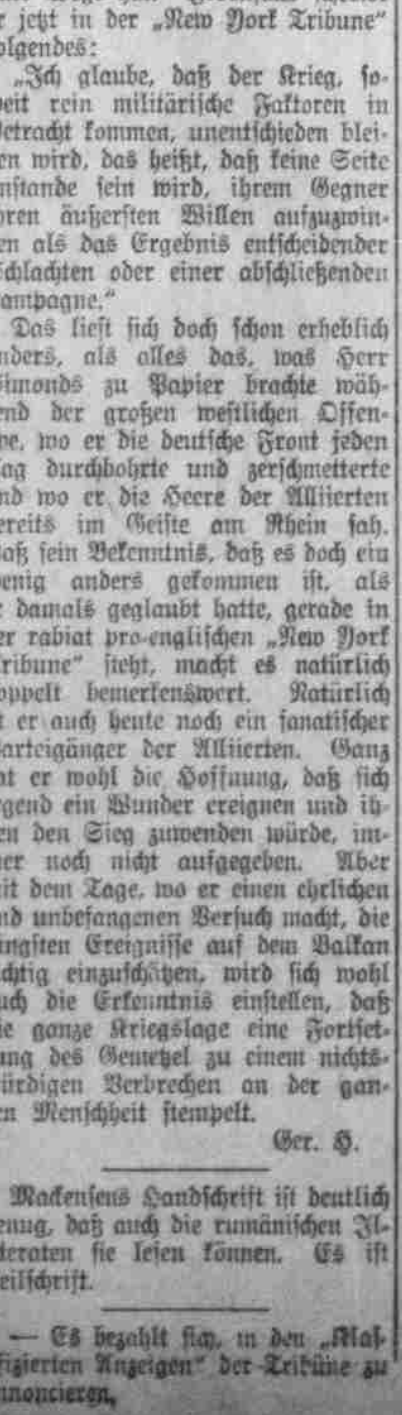 r jetzt in der „New York Tribune"
olgendes:
„Ich glaube, daß der Krieg, so-
weit rein militärische Faktoren in
Betracht kommen, unentschieden blei-
en wird, das heißt, daß keine Seite
mstande sein wird, ihrem Gegner
hren äußersten Willen aufzuzwin-
en als das Ergebnis entscheidender
Schlachten oder einer abschließenden
ampagne."
Das liest sich doch schon erheblich
nders, als alles das, was Herr
Simonds zu Papier brachte wäh-
end der großen westlichen Offen-
ve, wo er die deutsche Front jeden
ag durchbohrte und zerschmetterte
nd wo er die Heere der Alliierten
ereits im Geiste am Rhein sah.
aß sein Bekenntnis, daß es doch ein
enig anders gekommen ist, als
r damals geglaubt hatte, gerade in
er rabiat pro-englischen „New York
ribune" steht, macht es natürlich
oppelt bemerkenswert. Natürlich
t er auch heute noch ein fanatischer
arteigänger der Alliierten. Ganz
at er wohl die Hoffnung, daß sich
rgend ein Wunder ereignen und ih-
en den Sieg zuwenden würde, im-
er noch nicht aufgegeben. Aber
it dem Tage, wo er einen ehrlichen
nd unbefangenen Versuch macht, die
üngsten Ereignisse auf dem Balkan
ichtig einzuschätzen, wird sich wohl
uch die Erkenntnis einstellen, daß
ie ganze Kriegslage eine Fortset-
ung des Gemetzel zu einem nichts-
ürdigen Verbrechen an der gan-
en Menschheit stempelt.
Ger. H.
Mackensens Handschrift ist deutlich
enug, daß auch die rumänischen Il-
iteraten sie lesen können. Es ist
eilschrift.
— Es bezahlt sich, in den „Klas-
fizierten Anzeigen" der Tribüne zu
nnoncieren.